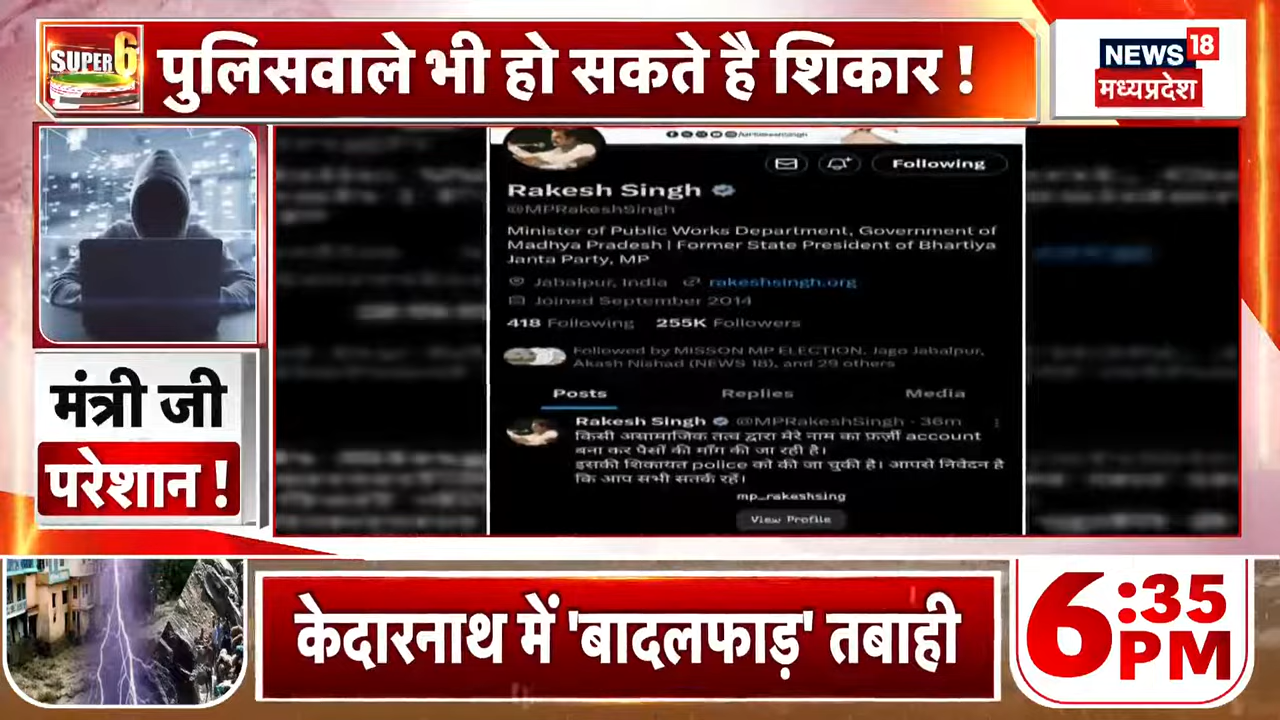 SUPER 6
पुलिसवाले भी हो सकते है शिकार !
NEWS 18
मध्यप्रदेश
Following
Rakesh Singh
@MPRakeshSingh
Minister of Public Works Department, Government of
Madhya Pradesh | Former State President of Bhartiya
Janta Party, MP
Jabalpur, India rakeshsingh.org
Joined September 2014
418 Following 255K Followers
Followed by MISSON MP ELECTION, Jago Jabalpur,
Akash Nishad (NEWS 18), and 29 others
Posts Replies Media
Rakesh Singh @MPRakeshSingh · 36m
किसी असामाजिक तत्व द्वारा मेरे नाम का फ़र्ज़ी account
बना कर पैसों की माँग की जा रही है।
इसकी शिकायत police को की जा चुकी है। आपसे निवेदन है
कि आप सभी सतर्क रहें।
mp_rakeshsing
View Profile
मंत्री जी
परेशान !
केदारनाथ में 'बादलफाड़' तबाही
6:35
PM